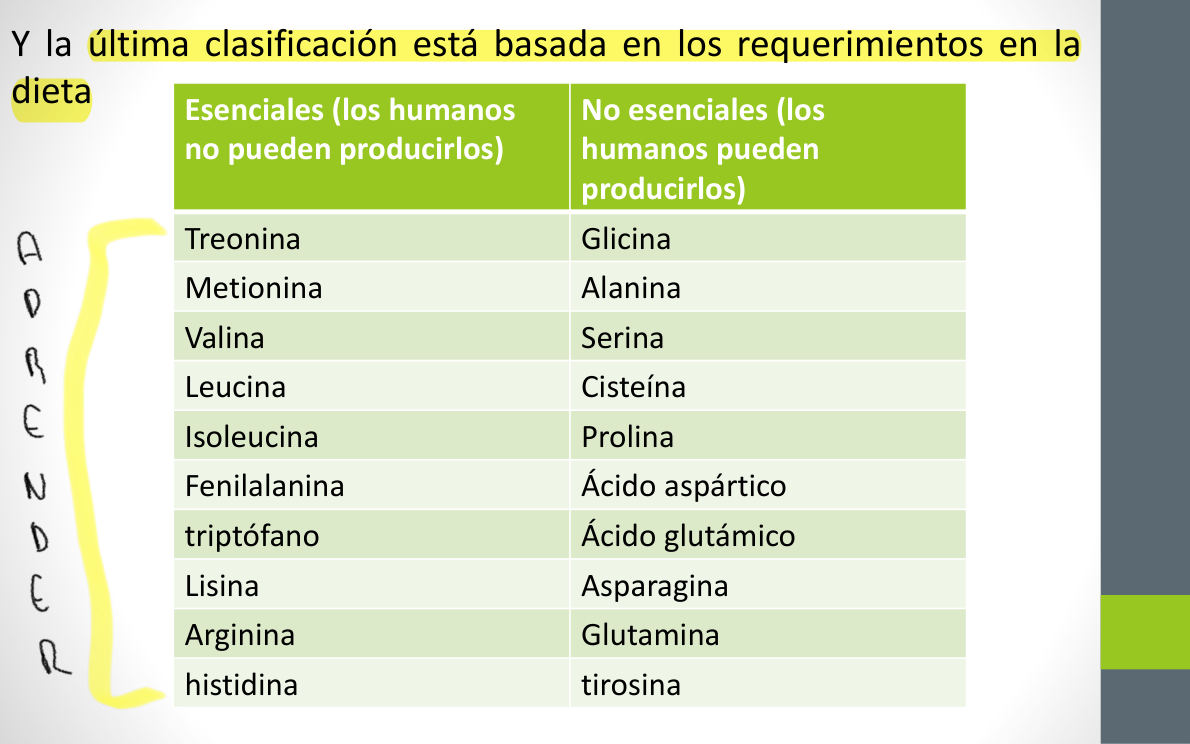 Y la última clasificación está basada en los requerimientos en la
dieta
Esenciales (los humanos
no pueden producirlos)
No esenciales (los
humanos pueden
producirlos)
Treonina
Glicina
Metionina
Alanina
Valina
Serina
Leucina
Cisteína
Isoleucina
Prolina
Fenilalanina
Ácido aspártico
triptófano
Ácido glutámico
Lisina
Asparagina
Arginina
Glutamina
histidina
tirosina
A
P
R
E
N
D
E
R